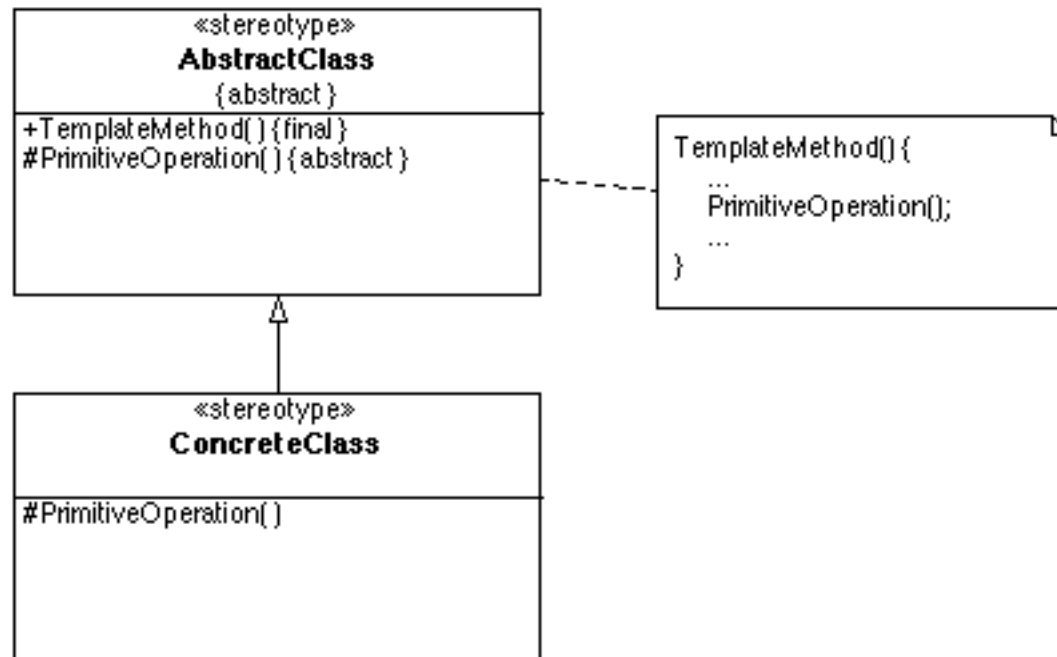 «stereotype»
AbstractClass
{abstract}
+TemplateMethod(){final}
#PrimitiveOperation(){abstract}
TemplateMethod(){
...
PrimitiveOperation();
...
}
«stereotype»
ConcreteClass
#PrimitiveOperation()